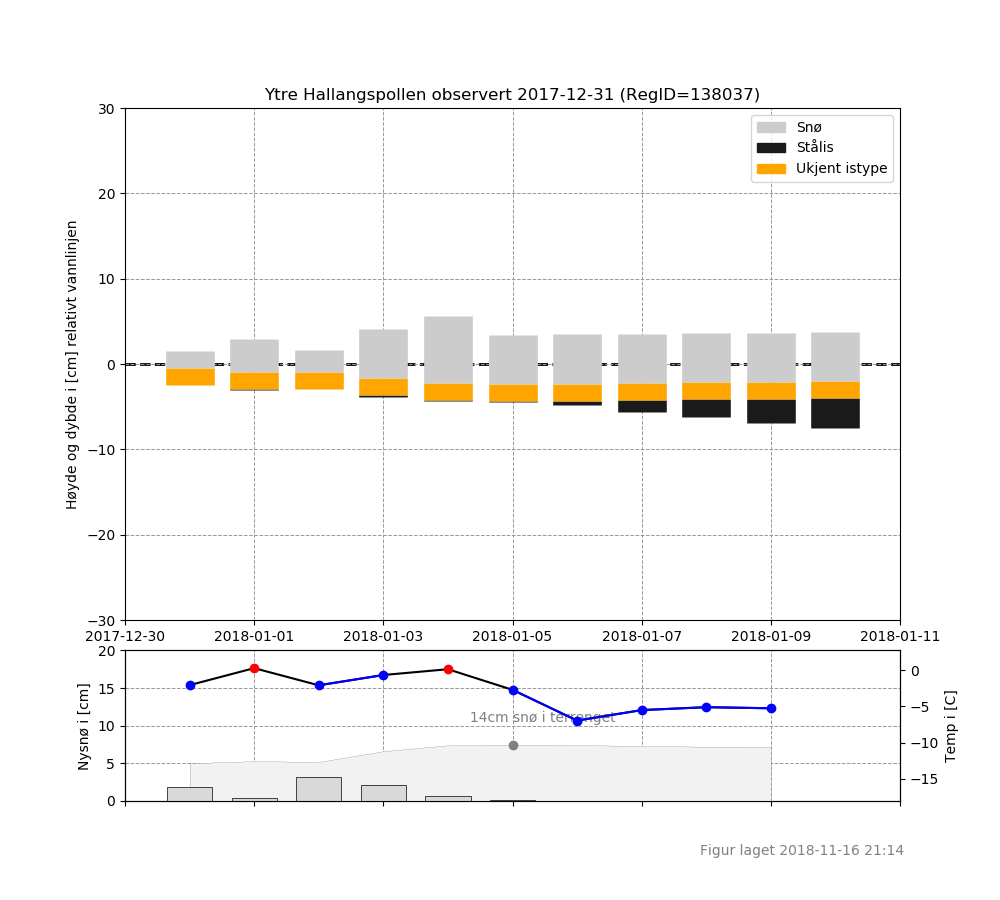 Ytre Hallangspollen observert 2017-12-31 (RegID=138037)
Høyde og dybde i [cm] relativt vannlinjen
30
20
10
0
−10
−20
−30
Snø
Stålis
Ukjent istype
2017-12-30 2018-01-01 2018-01-03 2018-01-05 2018-01-07 2018-01-09 2018-01-11
Nysnø i [cm]
20
15
10
5
0
14cm snø i terrenget
0
−5
−10
−15
Temp i [C]
Figur laget 2018-11-16 21:14